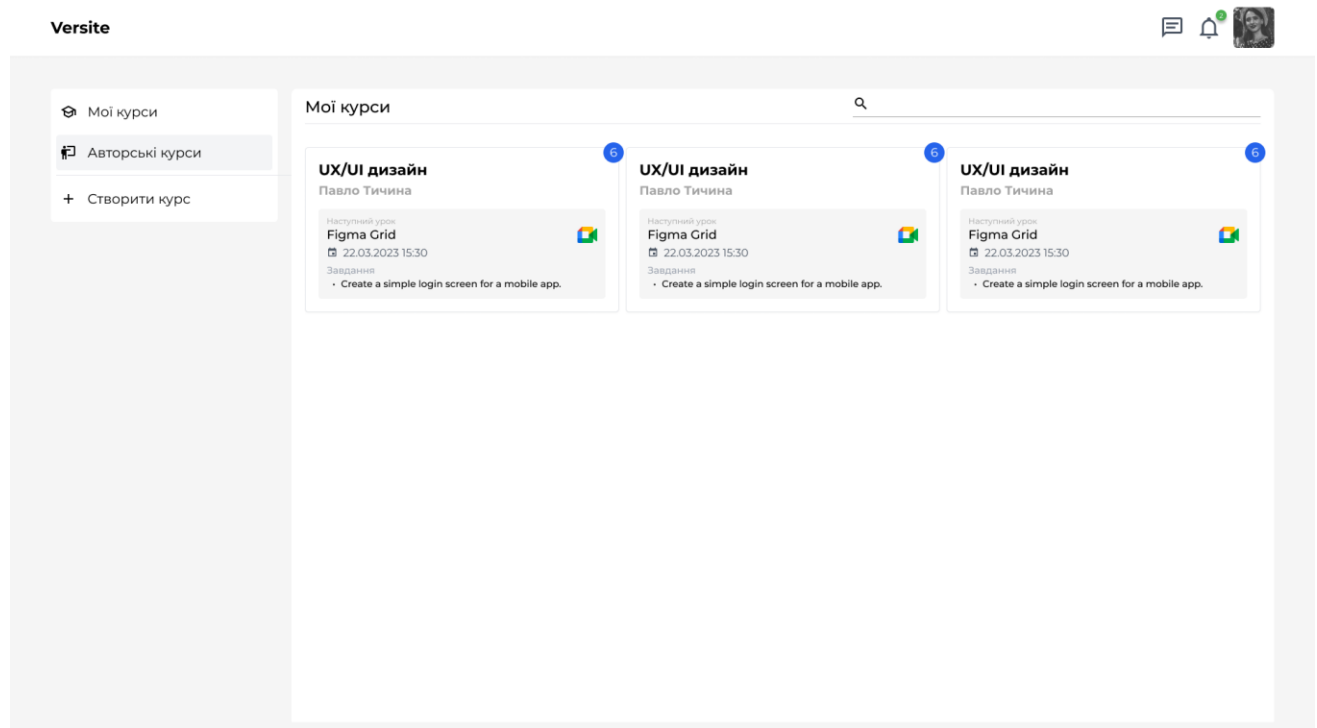 Versite
2
Мої курси
Авторські курси
+ Створити курс
Мої курси
6
UX/UI дизайн
Павло Тичина
Наступний урок
Figma Grid
22.03.2023 15:30
Завдання
• Create a simple login screen for a mobile app.
6
UX/UI дизайн
Павло Тичина
Наступний урок
Figma Grid
22.03.2023 15:30
Завдання
• Create a simple login screen for a mobile app.
6
UX/UI дизайн
Павло Тичина
Наступний урок
Figma Grid
22.03.2023 15:30
Завдання
• Create a simple login screen for a mobile app.